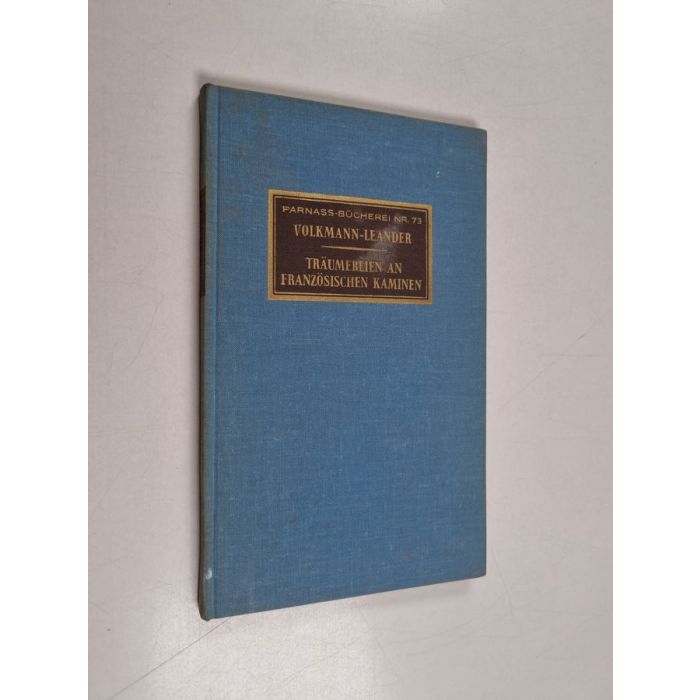 PARNASS-BÜCHEREI NR. 73
VOLKMANN-LEANDER
TRÄUMEREIEN AN
FRANZÖSISCHEN KAMINEN